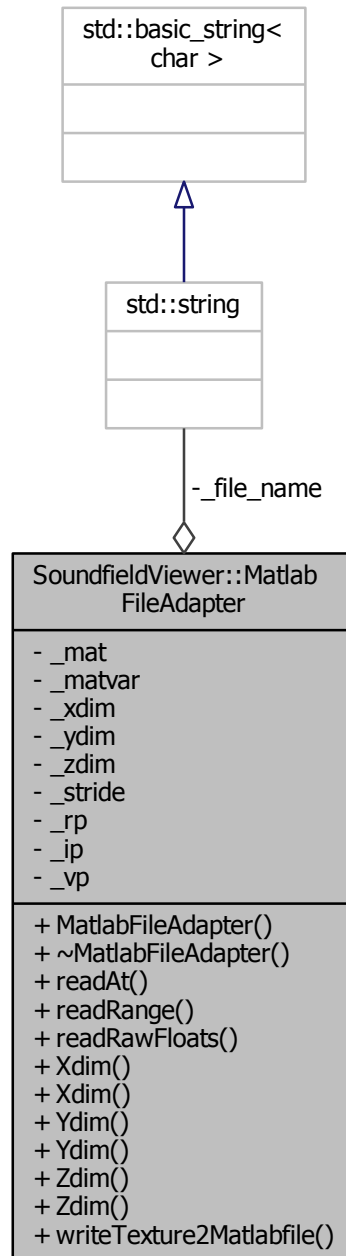 std::basic_string<
char >
std::string
-_file_name
SoundfieldViewer::Matlab
FileAdapter
- _mat
- _matvar
- _xdim
- _ydim
- _zdim
- _stride
- _rp
- _ip
- _vp
+ MatlabFileAdapter()
+ ~MatlabFileAdapter()
+ readAt()
+ readRange()
+ readRawFloats()
+ Xdim()
+ Xdim()
+ Ydim()
+ Ydim()
+ Zdim()
+ Zdim()
+ writeTexture2Matlabfile()